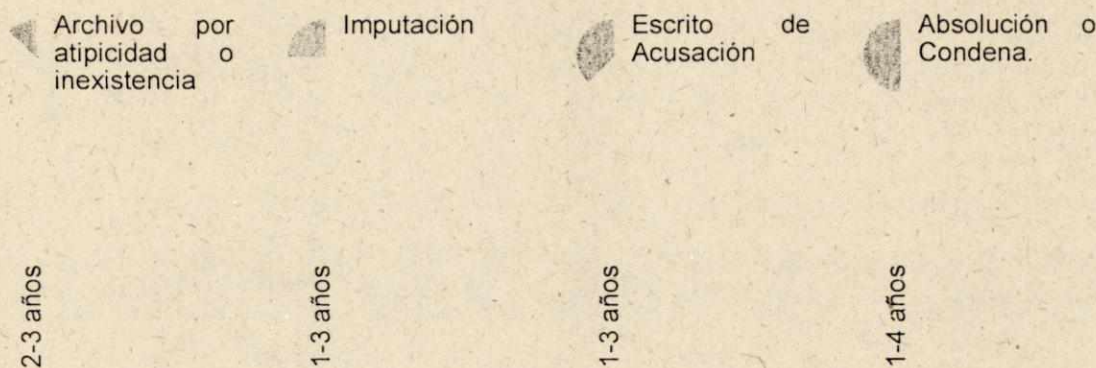 Archivo por
atipicidad o
inexistencia
Imputación
Escrito de
Acusación
Absolución o
Condena.
2-3 años
1-3 años
1-3 años
1-4 años